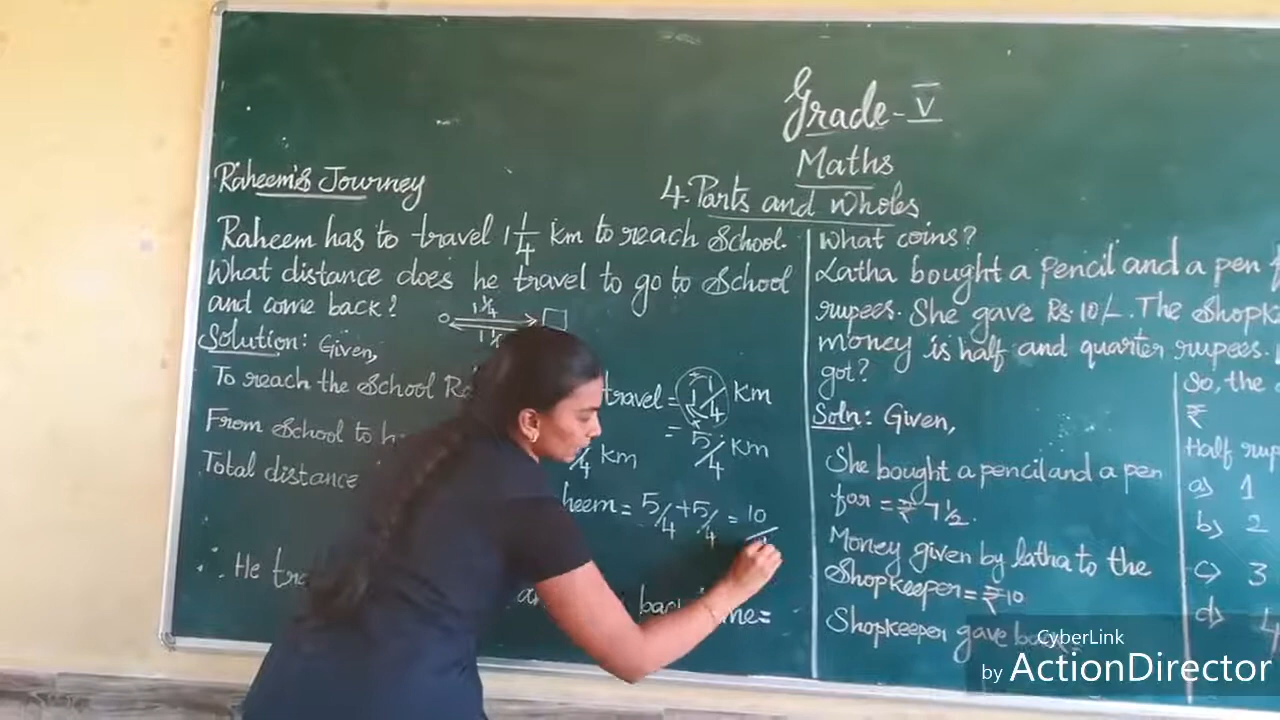 Grade - V
Maths
4. Parts and Wholes
Raheem's Journey
Raheem has to travel 1 1/4 km to reach School.
What distance does he travel to go to School
and come back?
1 1/4
Solution: Given,
To reach the School travel = 1 1/4 Km
= 5/4 Km
From School to /4 Km
Total distance
heem = 5/4 + 5/4 = 10
∴ He me=
What coins?
Latha bought a pencil and a pen
rupees. She gave Rs. 10/-. The Shopk
money is half and quarter rupees.
got?
Soln: Given,
She bought a pencil and a pen
for = ₹ 7 1/2.
Money given by latha to the
Shopkeeper = ₹10
Shopkeeper gave back =
So, the
₹
Half rup
a) 1
b) 2
c) 3
d) 4
CyberLink
by ActionDirector